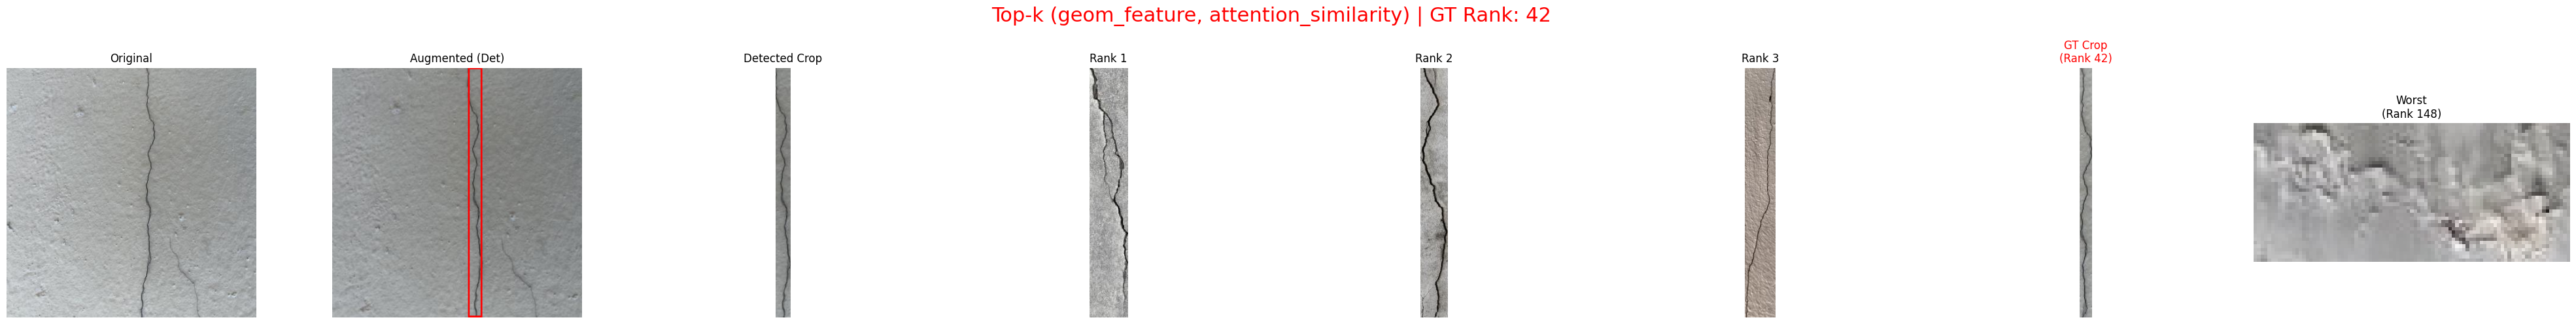 Top-k (geom_feature, attention_similarity) | GT Rank: 42
Original
Augmented (Det)
Detected Crop
Rank 1
Rank 2
Rank 3
GT Crop
(Rank 42)
Worst
(Rank 148)